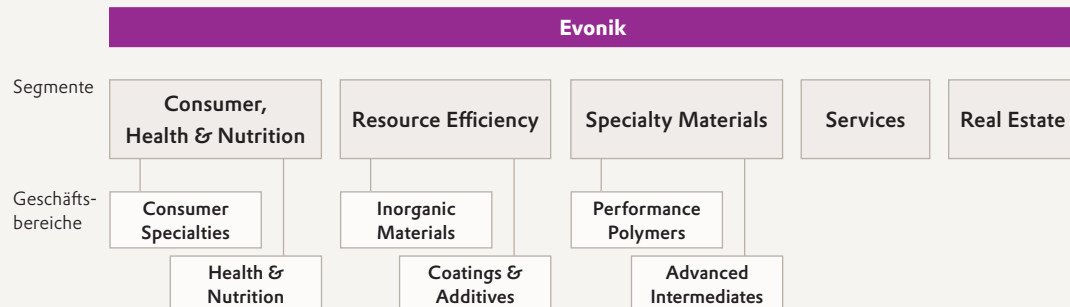 Evonik
Segmente
Consumer,
Health & Nutrition
Resource Efficiency
Specialty Materials
Services
Real Estate
Geschäfts-
bereiche
Consumer
Specialties
Inorganic
Materials
Performance
Polymers
Health &
Nutrition
Coatings &
Additives
Advanced
Intermediates